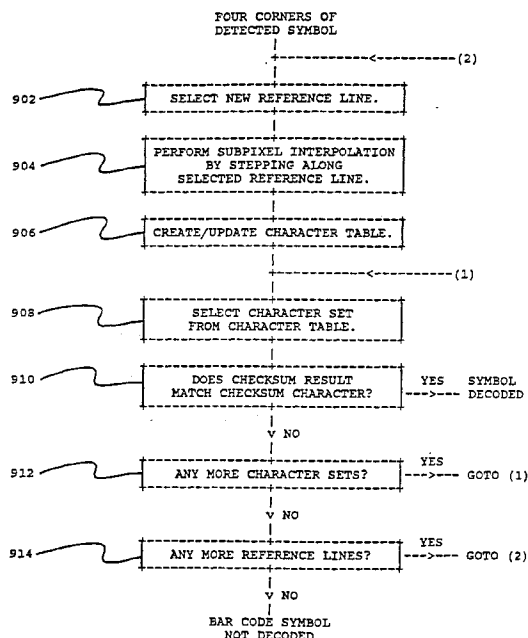 FOUR CORNERS OF
DETECTED SYMBOL
(2)
902
SELECT NEW REFERENCE LINE.
904
PERFORM SUBPIXEL INTERPOLATION
BY STEPPING ALONG
SELECTED REFERENCE LINE.
906
CREATE/UPDATE CHARACTER TABLE.
(1)
908
SELECT CHARACTER SET
FROM CHARACTER TABLE.
910
DOES CHECKSUM RESULT
MATCH CHECKSUM CHARACTER?
YES SYMBOL
DECODED
NO
912
ANY MORE CHARACTER SETS?
YES
GOTO (1)
NO
914
ANY MORE REFERENCE LINES?
YES
GOTO (2)
NO
BAR CODE SYMBOL
NOT DECODED